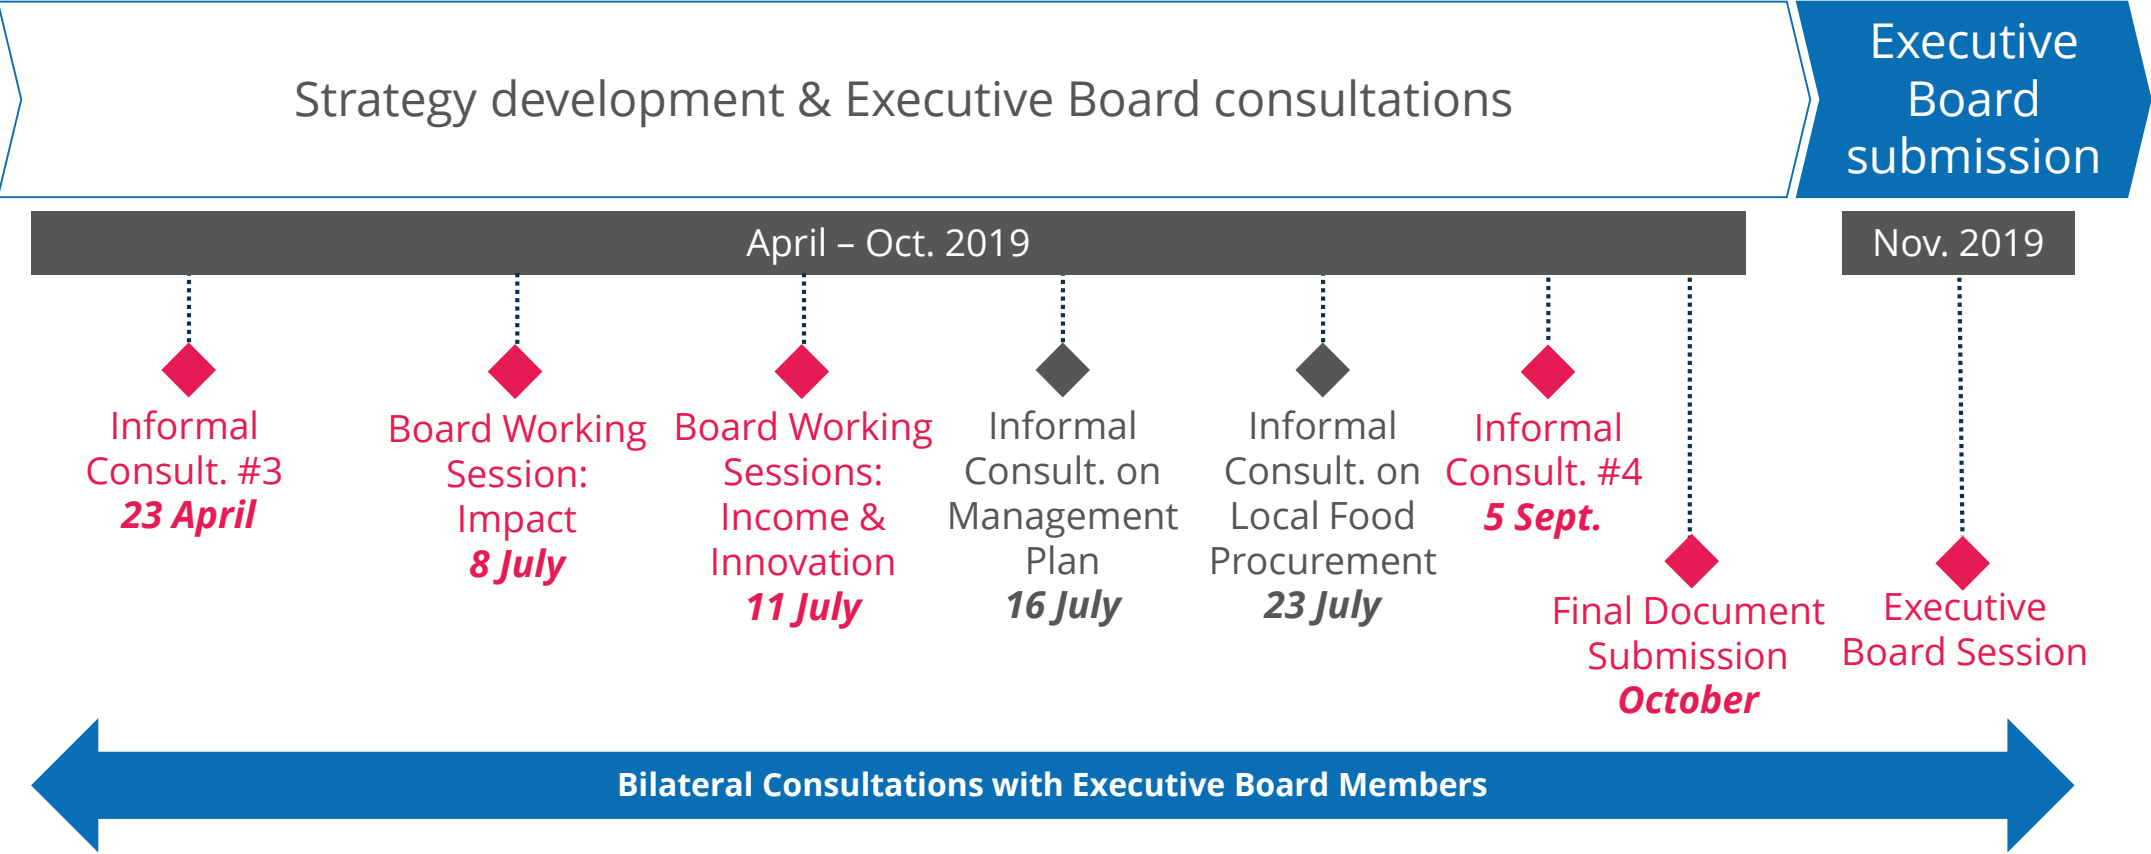 Strategy development & Executive Board consultations
Executive
Board
submission
April – Oct. 2019
Nov. 2019
Informal
Consult. #3
23 April
Board Working
Session:
Impact
8 July
Board Working
Sessions:
Income &
Innovation
11 July
Informal
Consult. on
Management
Plan
16 July
Informal
Consult. on
Local Food
Procurement
23 July
Informal
Consult. #4
5 Sept.
Final Document
Submission
October
Executive
Board Session
Bilateral Consultations with Executive Board Members